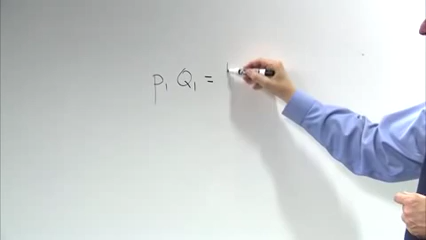 P₁ Q₁ =